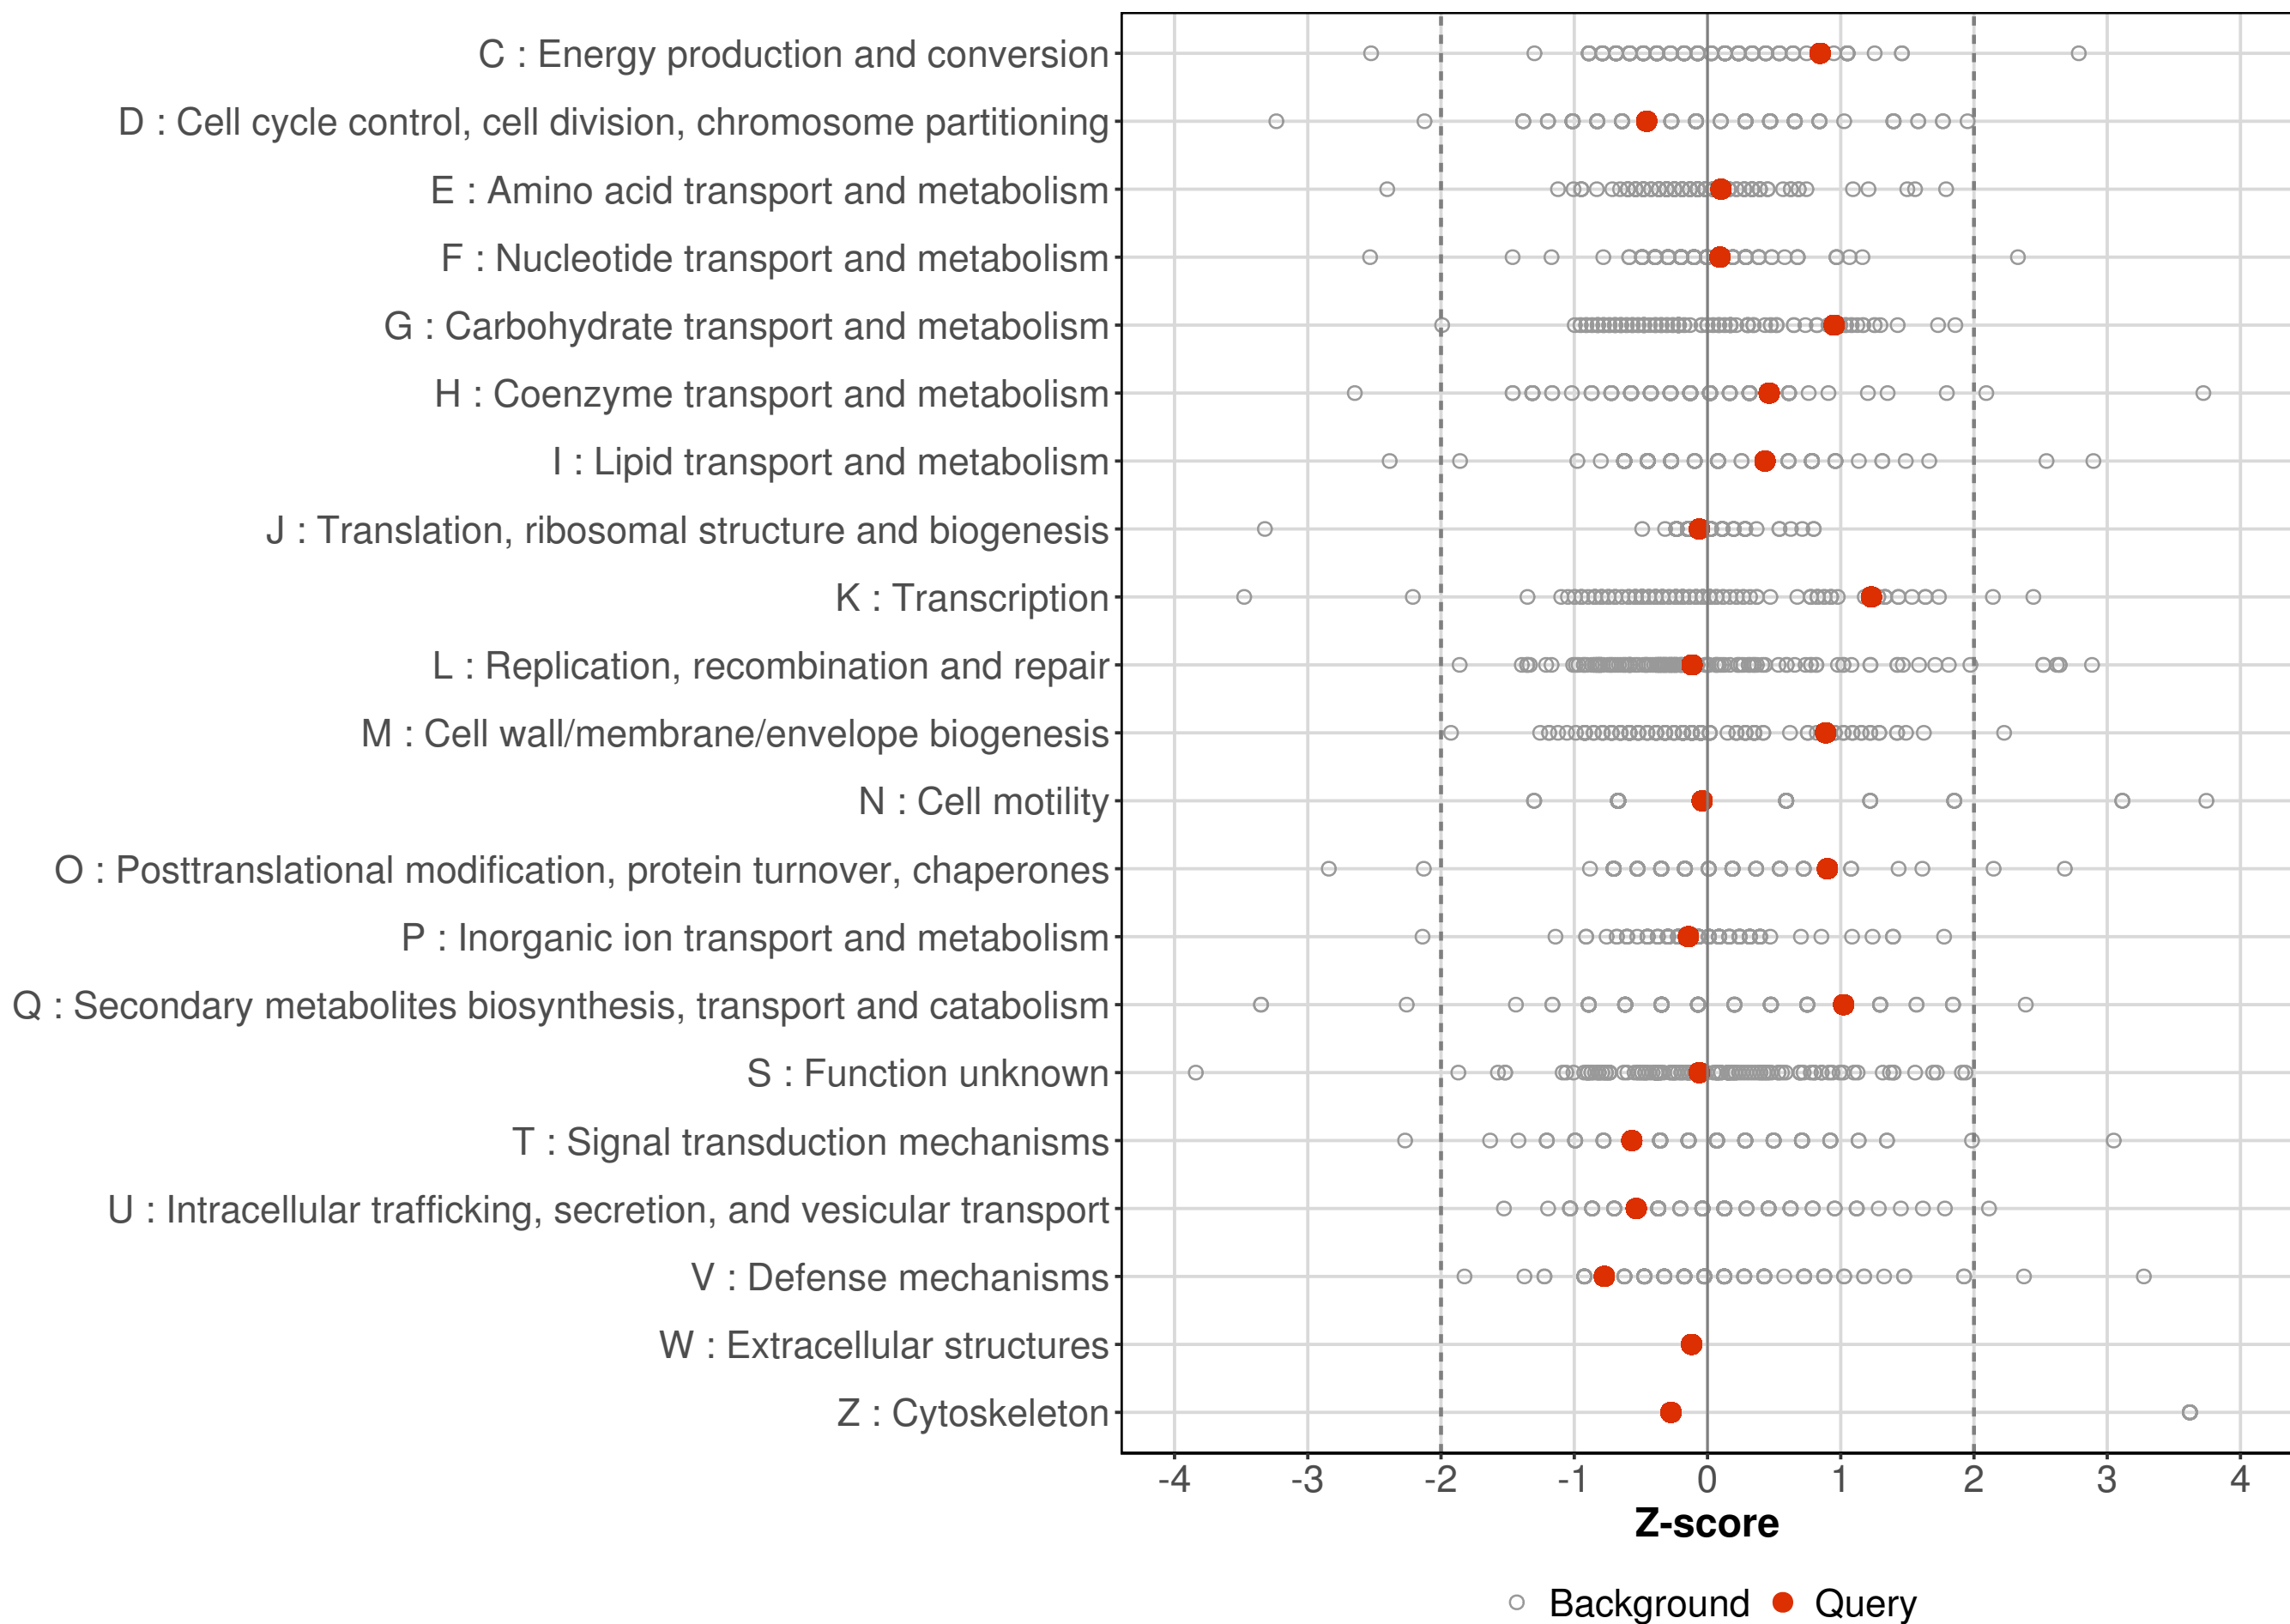 C : Energy production and conversion
D : Cell cycle control, cell division, chromosome partitioning
E : Amino acid transport and metabolism
F : Nucleotide transport and metabolism
G : Carbohydrate transport and metabolism
H : Coenzyme transport and metabolism
I : Lipid transport and metabolism
J : Translation, ribosomal structure and biogenesis
K : Transcription
L : Replication, recombination and repair
M : Cell wall/membrane/envelope biogenesis
N : Cell motility
O : Posttranslational modification, protein turnover, chaperones
P : Inorganic ion transport and metabolism
Q : Secondary metabolites biosynthesis, transport and catabolism
S : Function unknown
T : Signal transduction mechanisms
U : Intracellular trafficking, secretion, and vesicular transport
V : Defense mechanisms
W : Extracellular structures
Z : Cytoskeleton
-4 -3 -2 -1 0 1 2 3 4
Z-score
Background Query